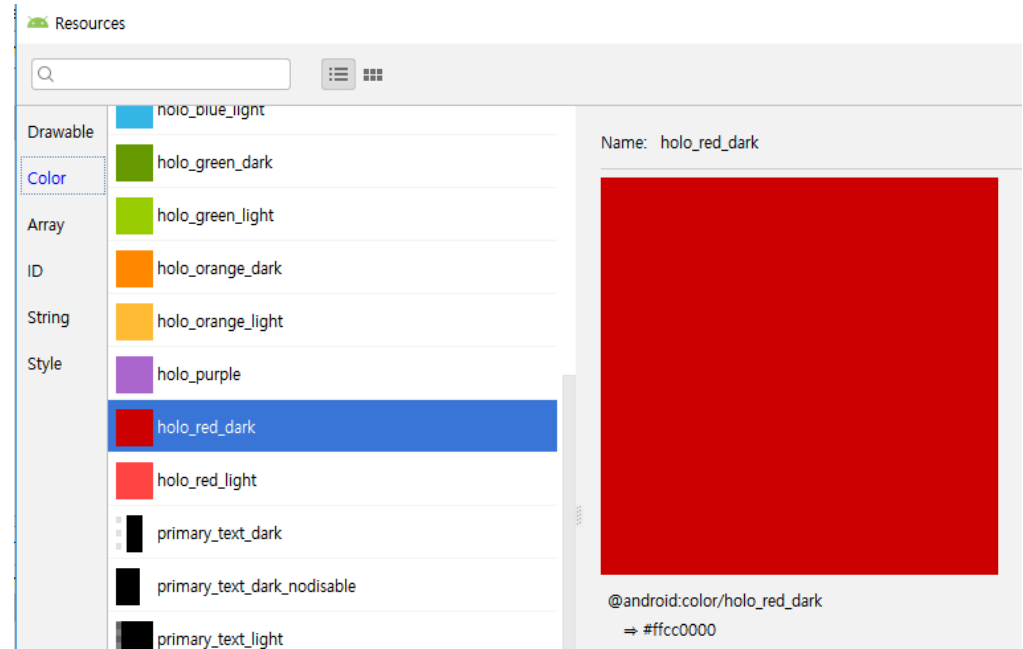 Resources
Drawable
Color
Array
ID
String
Style
holo_blue_light
holo_green_dark
holo_green_light
holo_orange_dark
holo_orange_light
holo_purple
holo_red_dark
holo_red_light
primary_text_dark
primary_text_dark_nodisable
primary_text_light
Name: holo_red_dark
@android:color/holo_red_dark
⇒ #ffcc0000